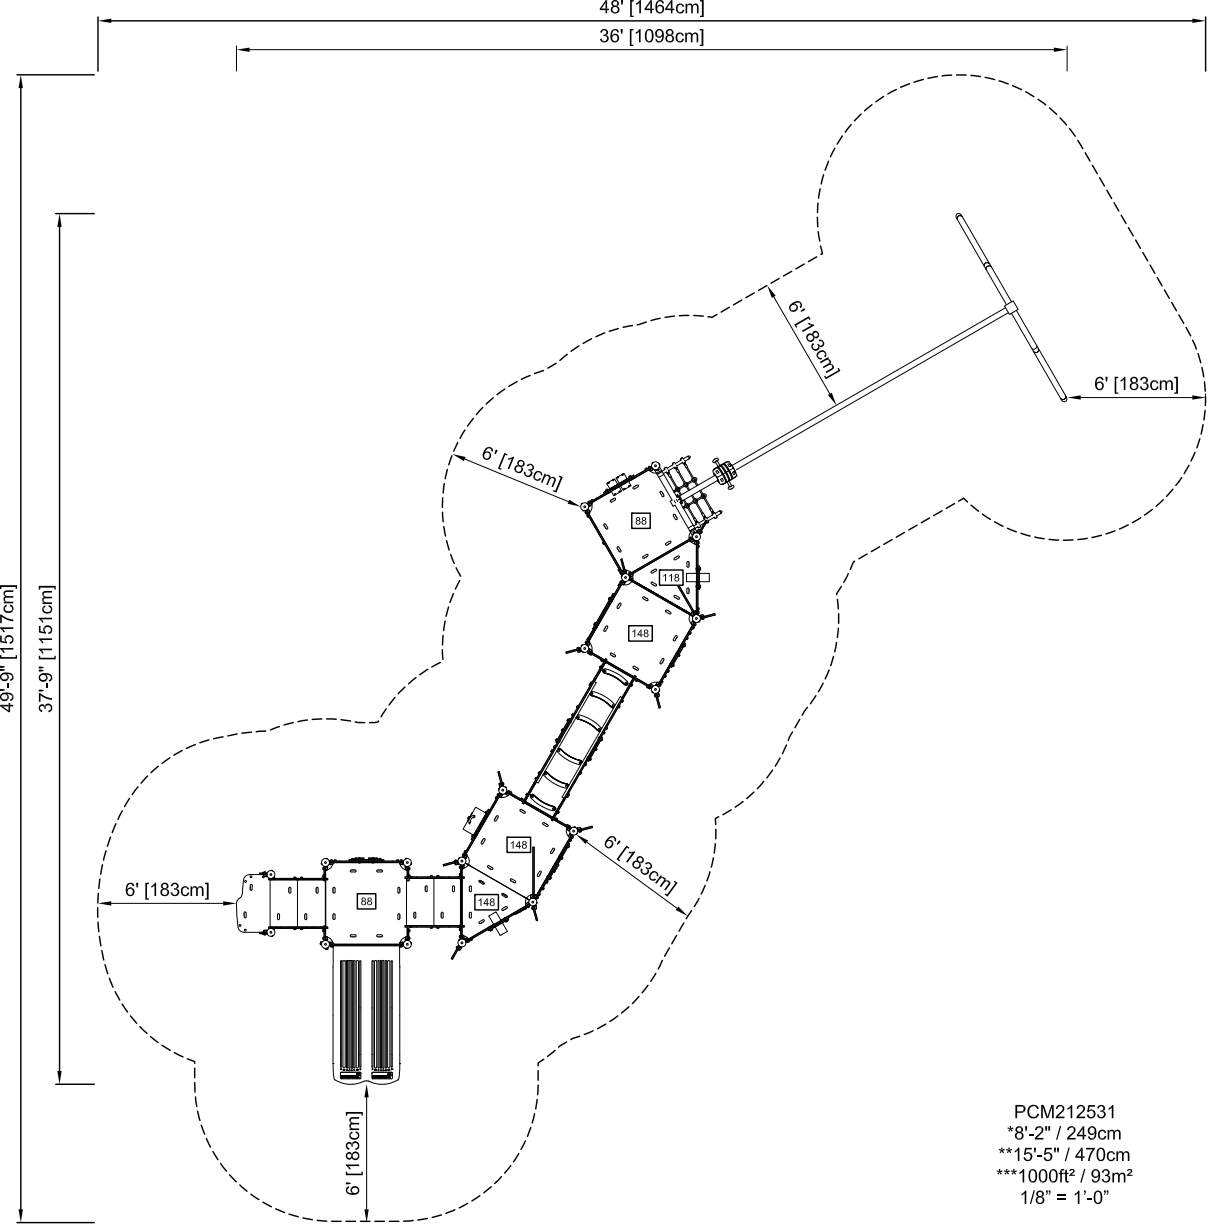 48' [1464cm]
36' [1098cm]
6' [183cm]
6' [183cm]
6' [183cm]
88
118
148
49'-9" [1517cm]
37'-9" [1151cm]
148
6' [183cm]
6' [183cm]
88
148
6' [183cm]
PCM212531
*8'-2" / 249cm
**15'-5" / 470cm
***1000ft² / 93m²
1/8” = 1’-0”